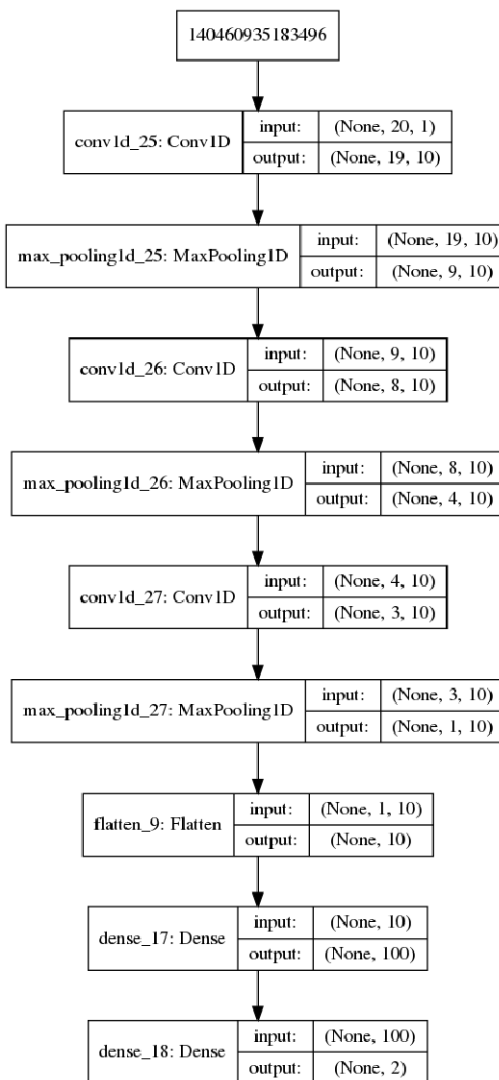 140460935183496
conv1d_25: Conv1D
input: (None, 20, 1)
output: (None, 19, 10)
max_pooling1d_25: MaxPooling1D
input: (None, 19, 10)
output: (None, 9, 10)
conv1d_26: Conv1D
input: (None, 9, 10)
output: (None, 8, 10)
max_pooling1d_26: MaxPooling1D
input: (None, 8, 10)
output: (None, 4, 10)
conv1d_27: Conv1D
input: (None, 4, 10)
output: (None, 3, 10)
max_pooling1d_27: MaxPooling1D
input: (None, 3, 10)
output: (None, 1, 10)
flatten_9: Flatten
input: (None, 1, 10)
output: (None, 10)
dense_17: Dense
input: (None, 10)
output: (None, 100)
dense_18: Dense
input: (None, 100)
output: (None, 2)